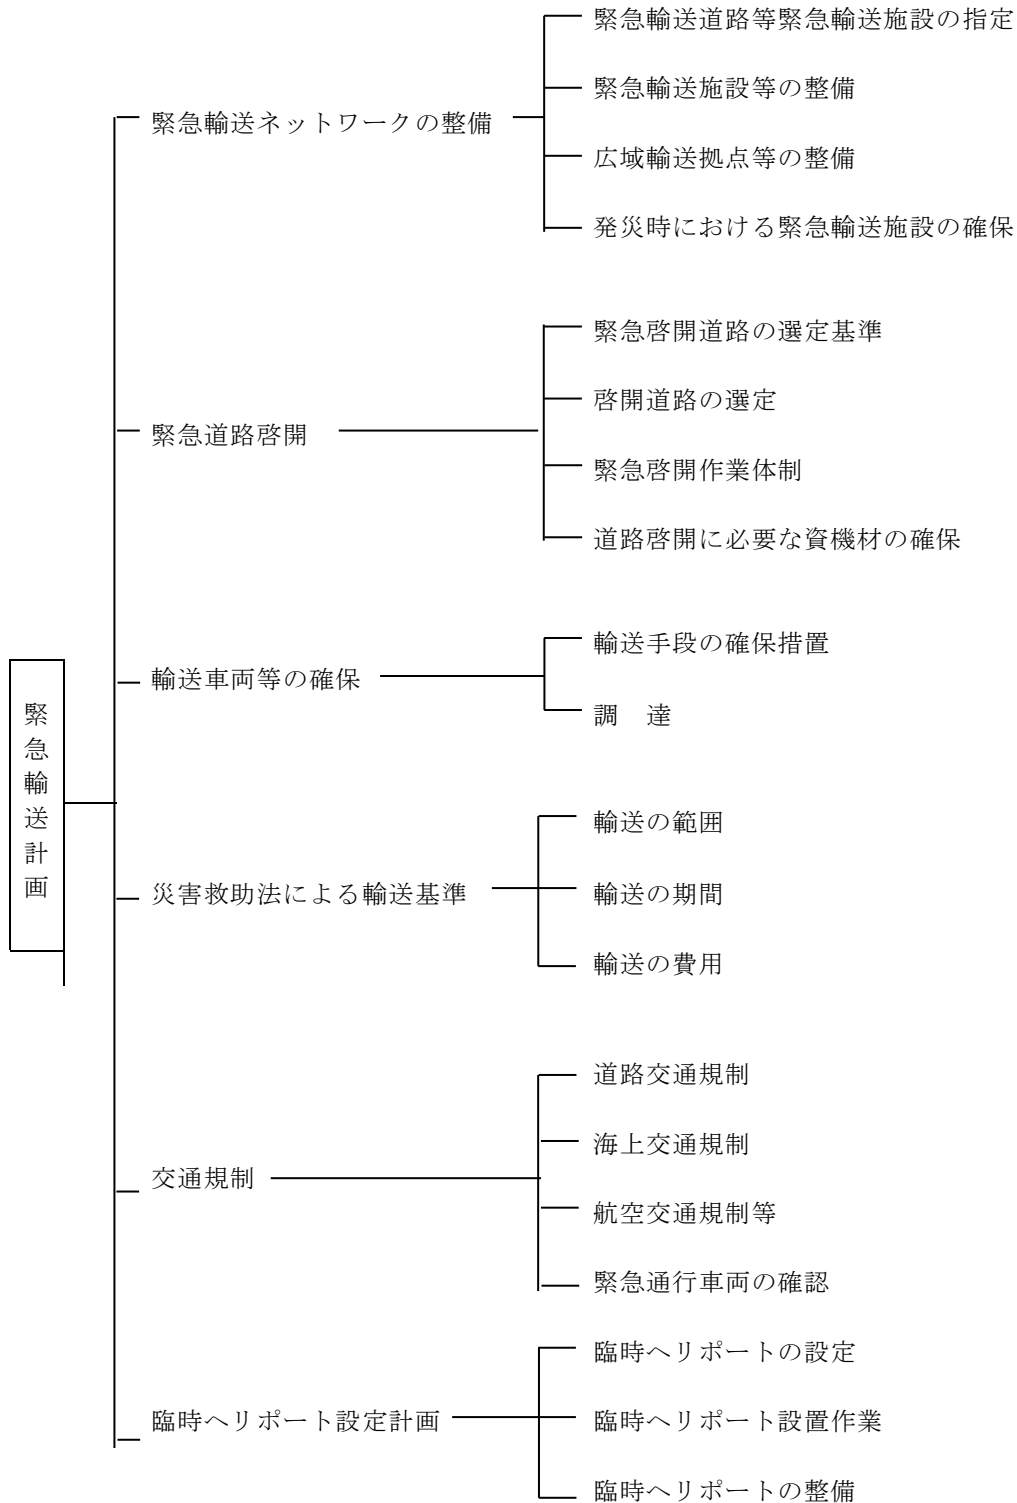 緊急輸送計画
緊急輸送ネットワークの整備
緊急輸送道路等緊急輸送施設の指定
緊急輸送施設等の整備
広域輸送拠点等の整備
発災時における緊急輸送施設の確保
緊急道路啓開
緊急啓開道路の選定基準
啓開道路の選定
緊急啓開作業体制
道路啓開に必要な資機材の確保
輸送車両等の確保
輸送手段の確保措置
調　達
災害救助法による輸送基準
輸送の範囲
輸送の期間
輸送の費用
交通規制
道路交通規制
海上交通規制
航空交通規制等
緊急通行車両の確認
臨時ヘリポート設定計画
臨時ヘリポートの設定
臨時ヘリポート設置作業
臨時ヘリポートの整備